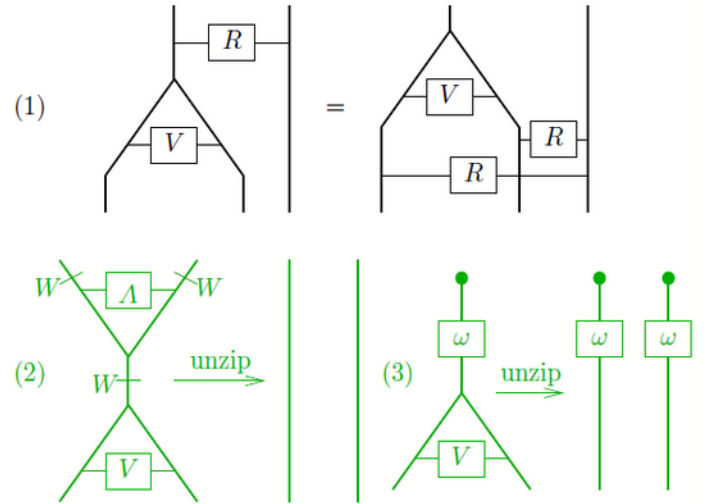 R
(1) V = V
R
R
W Λ W
ω ω ω
(2) W unzip (3) unzip
V V